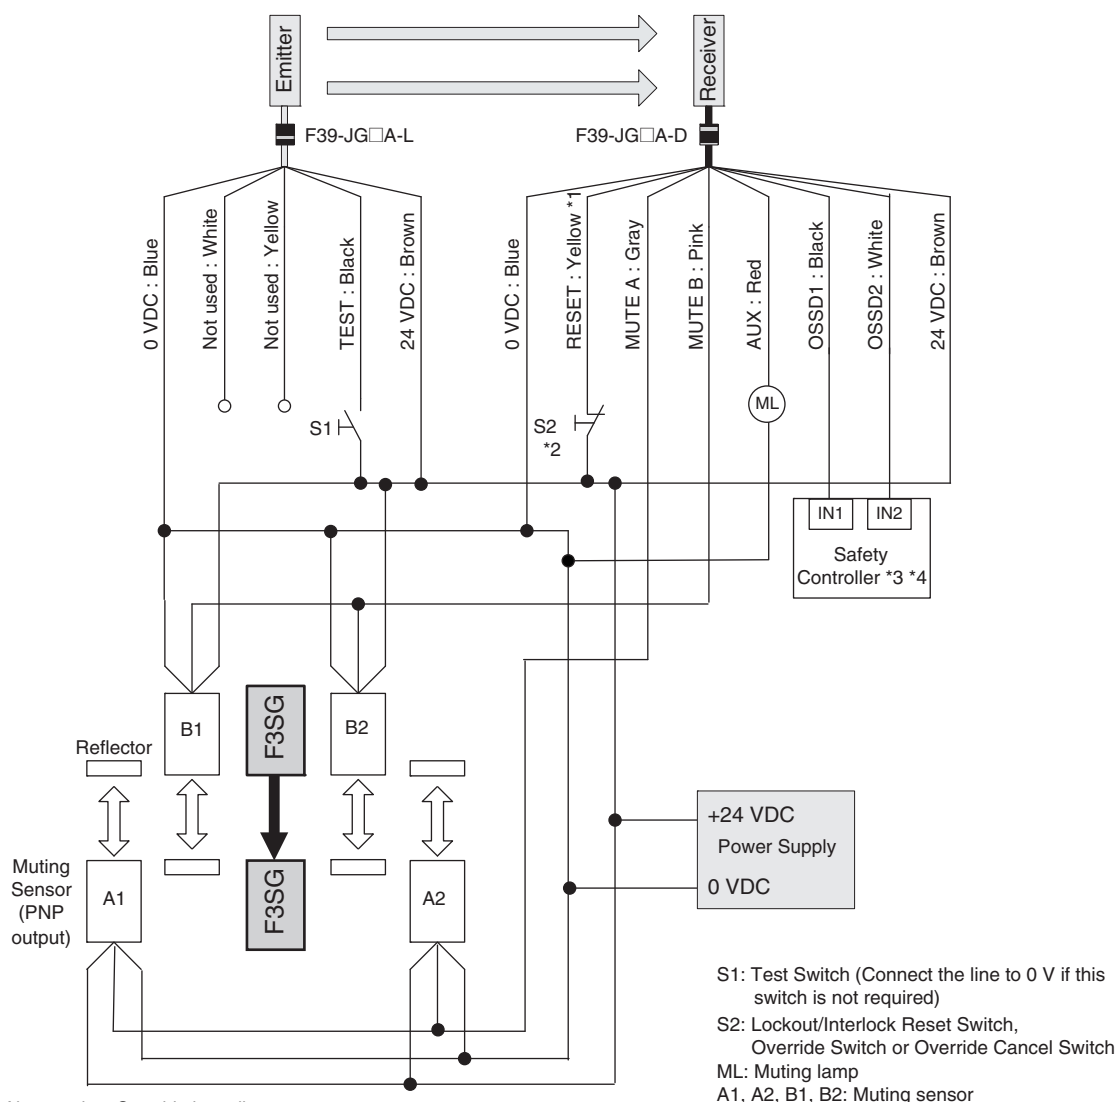 Emitter
Receiver
F39-JG□A-L
F39-JG□A-D
0 VDC : Blue
Not used : White
Not used : Yellow
TEST : Black
24 VDC : Brown
0 VDC : Blue
RESET : Yellow *1
MUTE A : Gray
MUTE B : Pink
AUX : Red
OSSD1 : Black
OSSD2 : White
24 VDC : Brown
S1
S2
*2
ML
IN1
IN2
Safety
Controller *3 *4
B1
F3SG
B2
Reflector
Muting
Sensor
(PNP
output)
A1
F3SG
A2
+24 VDC
Power Supply
0 VDC
S1: Test Switch (Connect the line to 0 V if this
switch is not required)
S2: Lockout/Interlock Reset Switch,
Override Switch or Override Cancel Switch
ML: Muting lamp
A1, A2, B1, B2: Muting sensor